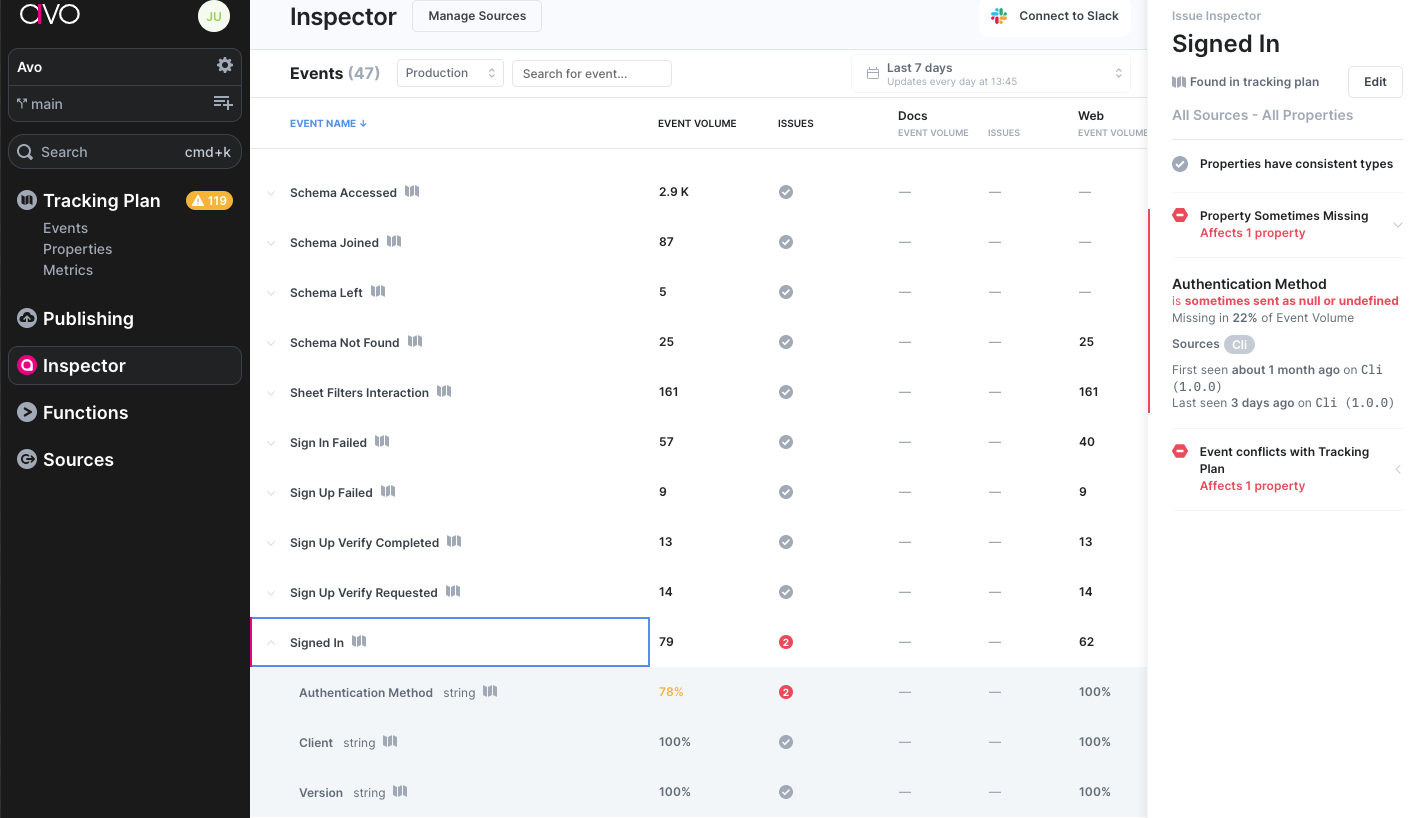 avo
JU
Avo
main
Search cmd+k
Tracking Plan 119
Events
Properties
Metrics
Publishing
Inspector
Functions
Sources
Inspector Manage Sources Connect to Slack
Events (47) Production Search for event... Last 7 days
Updates every day at 13:45
EVENT NAME ↓ EVENT VOLUME ISSUES Docs Web
EVENT VOLUME ISSUES EVENT VOLUME
Schema Accessed 2.9 K — — —
Schema Joined 87 — — —
Schema Left 5 — — —
Schema Not Found 25 — — 25
Sheet Filters Interaction 161 — — 161
Sign In Failed 57 — — 40
Sign Up Failed 9 — — 9
Sign Up Verify Completed 13 — — 13
Sign Up Verify Requested 14 — — 14
Signed In 79 2 — — 62
Authentication Method string 78% 2 — — 100%
Client string 100% — — 100%
Version string 100% — — 100%
Issue Inspector
Signed In
Found in tracking plan Edit
All Sources - All Properties
Properties have consistent types
Property Sometimes Missing
Affects 1 property
Authentication Method
is sometimes sent as null or undefined
Missing in 22% of Event Volume
Sources Cli
First seen about 1 month ago on Cli
(1.0.0)
Last seen 3 days ago on Cli (1.0.0)
Event conflicts with Tracking
Plan
Affects 1 property